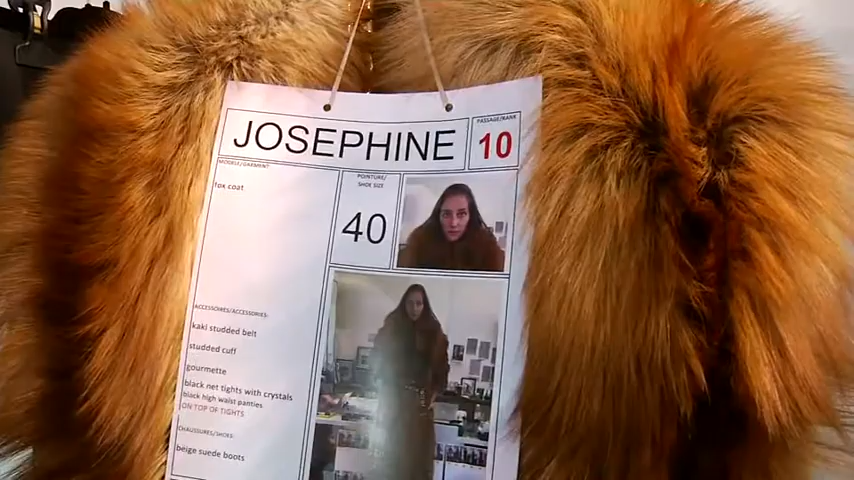 JOSEPHINE
PASSAGE/RANK
10
MODELE/GARMENT:
fox coat
POINTURE/
SHOE SIZE
40
ACCESSOIRES/ACCESSORIES:
kaki studded belt
studded cuff
gourmette
black net tights with crystals
black high waist panties
ON TOP OF TIGHTS
CHAUSSURES/SHOES:
beige suede boots